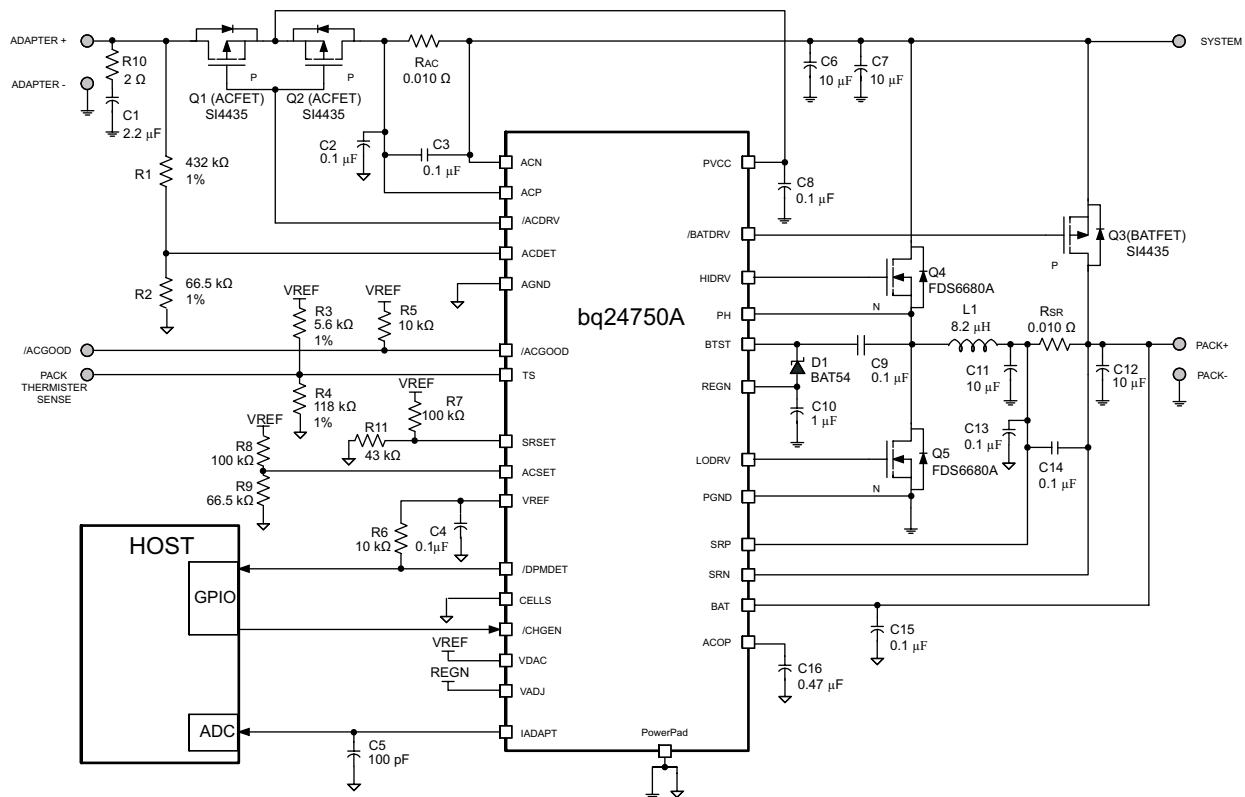 ADAPTER +
ADAPTER -
R10
2 Ω
C1
2.2 µF
P
P
Q1 (ACFET)
SI4435
Q2 (ACFET)
SI4435
RAC
0.010 Ω
C6
10 µF
C7
10 µF
SYSTEM
R1
432 kΩ
1%
R2
66.5 kΩ
1%
C2
0.1 µF
C3
0.1 µF
C8
0.1 µF
bq24750A
ACN
ACP
/ACDRV
ACDET
AGND
/ACGOOD
TS
SRSET
ACSET
VREF
/DPMDET
CELLS
/CHGEN
VDAC
VADJ
IADAPT
PVCC
/BATDRV
HIDRV
PH
BTST
REGN
LODRV
PGND
SRP
SRN
BAT
ACOP
PowerPad
VREF
R3
5.6 kΩ
1%
VREF
R5
10 kΩ
/ACGOOD
PACK
THERMISTER
SENSE
R4
118 kΩ
1%
VREF
R7
100 kΩ
R11
43 kΩ
VREF
R8
100 kΩ
R9
66.5 kΩ
R6
10 kΩ
C4
0.1µF
HOST
GPIO
ADC
VREF
REGN
C5
100 pF
P
Q3(BATFET)
SI4435
N
Q4
FDS6680A
D1
BAT54
C9
0.1 µF
C10
1 µF
L1
8.2 µH
RSR
0.010 Ω
C11
10 µF
C12
10 µF
PACK+
PACK-
C13
0.1 µF
C14
0.1 µF
N
Q5
FDS6680A
C15
0.1 µF
C16
0.47 µF